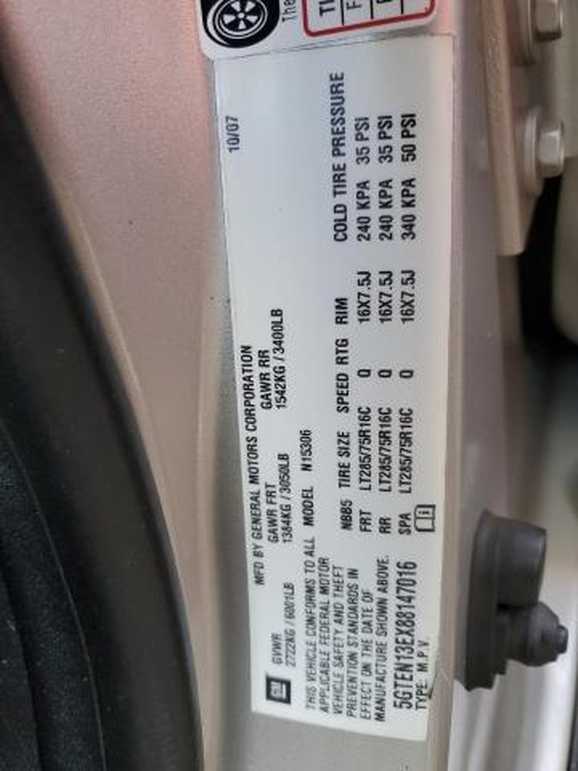 The
TI
F
10/07
MFD BY GENERAL MOTORS CORPORATION
GM
GVWR GAWR FRT GAWR RR
2722KG / 6001LB 1384KG / 3050LB 1542KG / 3400LB
THIS VEHICLE CONFORMS TO ALL
APPLICABLE FEDERAL MOTOR
VEHICLE SAFETY AND THEFT
PREVENTION STANDARDS IN
EFFECT ON THE DATE OF
MANUFACTURE SHOWN ABOVE.
5GTEN13EX88147016
TYPE: M.P.V.
MODEL N15306
NBB5 TIRE SIZE SPEED RTG RIM COLD TIRE PRESSURE
FRT LT285/75R16C Q 16X7.5J 240 KPA 35 PSI
RR LT285/75R16C Q 16X7.5J 240 KPA 35 PSI
SPA LT285/75R16C Q 16X7.5J 340 KPA 50 PSI
i